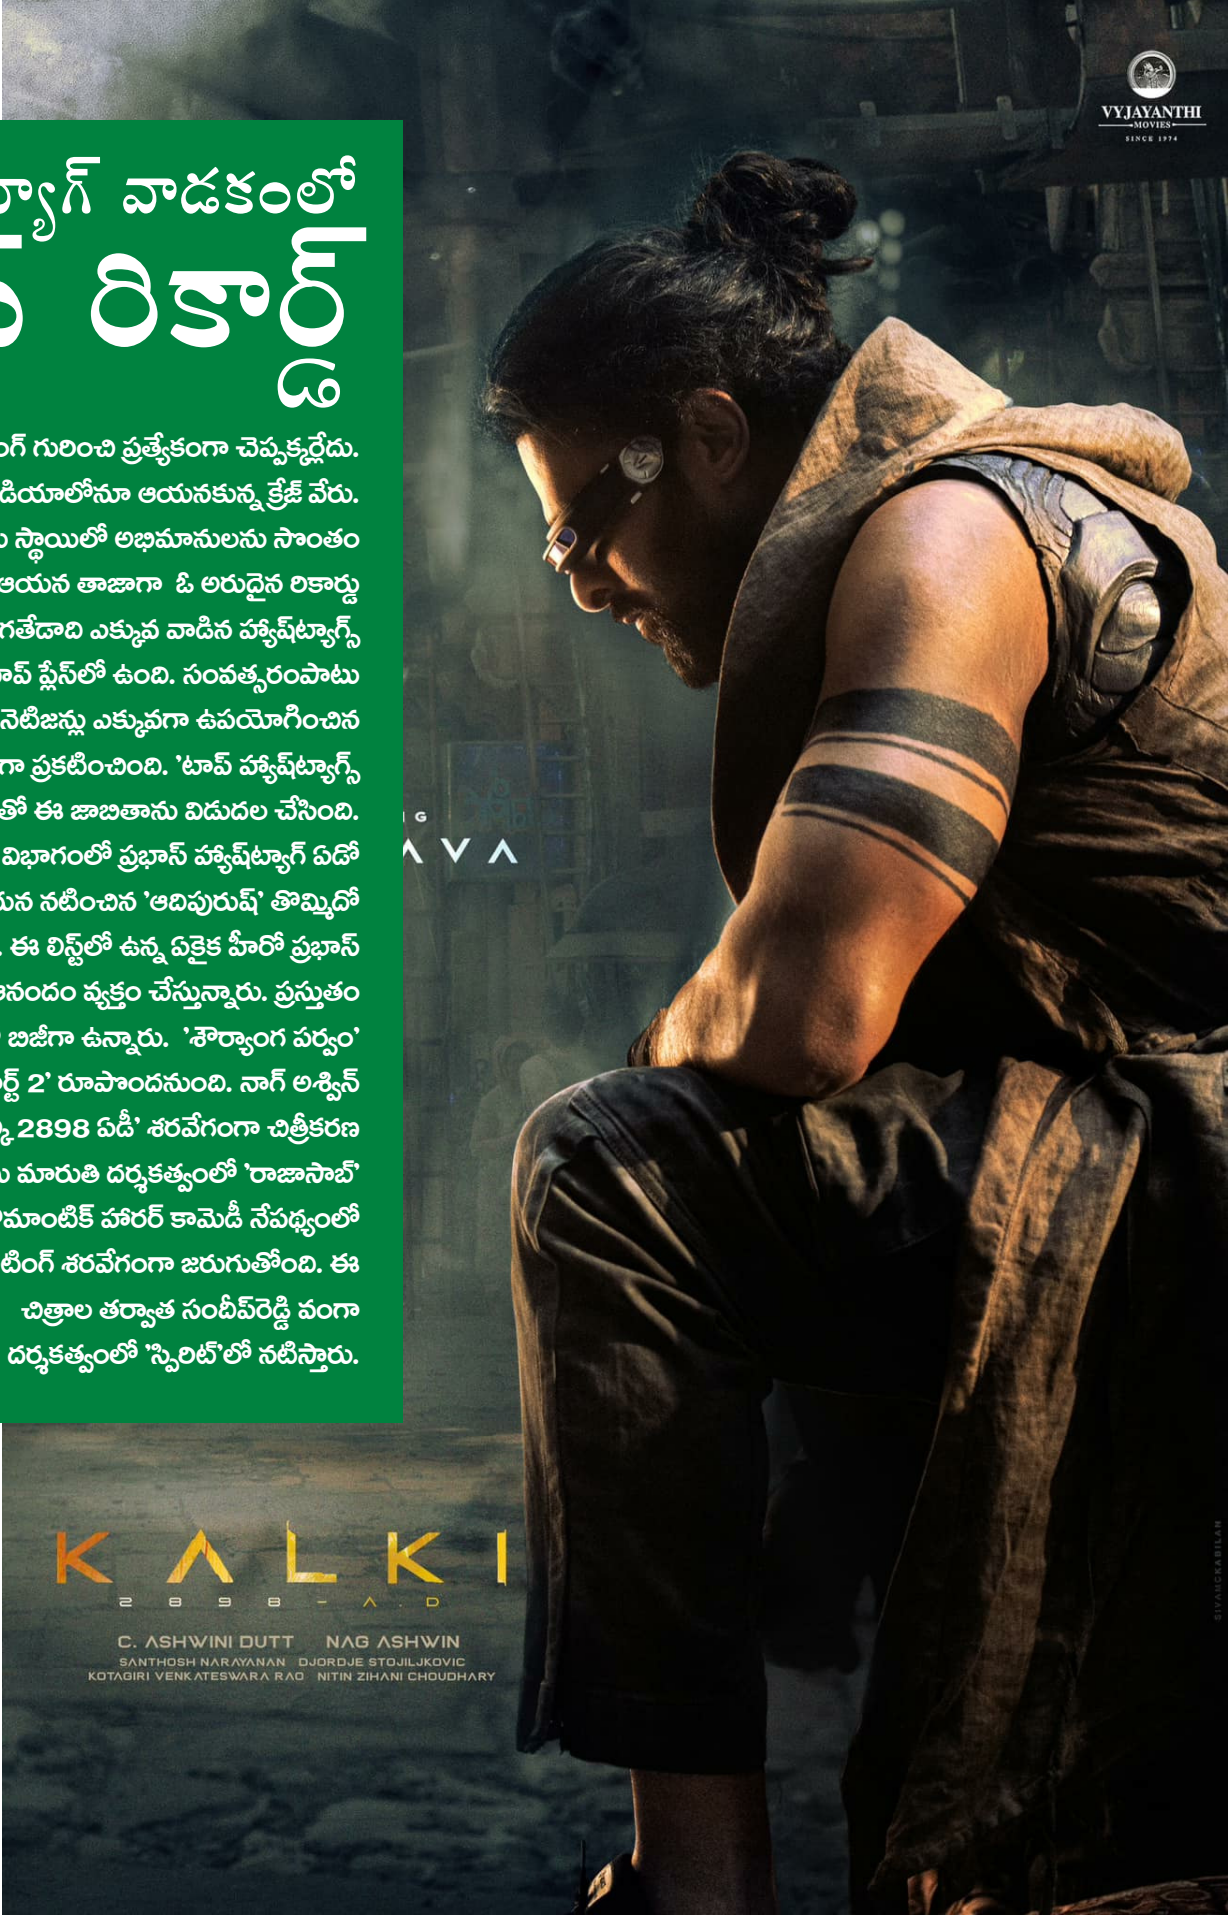 VYJAYANTHI
MOVIES
SINCE 1974
వాడకంలో
రికార్డ్
గురించి ప్రత్యేకంగా చెప్పక్కర్లేదు.
ఆయనకున్న క్రేజ్ వేరు.
స్థాయిలో అభిమానులను సొంతం
ఆయన తాజాగా ఓ అరుదైన రికార్డు
గతేడాది ఎక్కువ వాడిన హ్యాష్‌ట్యాగ్స్
ప్లేస్‌లో ఉంది. సంవత్సరంపాటు
నెటిజన్లు ఎక్కువగా ఉపయోగించిన
ప్రకటించింది. 'టాప్ హ్యాష్‌ట్యాగ్స్
ఈ జాబితాను విడుదల చేసింది.
విభాగంలో ప్రభాస్ హ్యాష్‌ట్యాగ్ ఏడో
నటించిన 'ఆదిపురుష్' తొమ్మిదో
ఈ లిస్ట్‌లో ఉన్న ఏకైక హీరో ప్రభాస్
వ్యక్తం చేస్తున్నారు. ప్రస్తుతం
బిజీగా ఉన్నారు. 'శౌర్యాంగ పర్వం'
2' రూపొందనుంది. నాగ్ అశ్విన్
2898 ఏడీ' శరవేగంగా చిత్రీకరణ
మారుతి దర్శకత్వంలో 'రాజాసాబ్'
హారర్ కామెడీ నేపథ్యంలో
శరవేగంగా జరుగుతోంది. ఈ
చిత్రాల తర్వాత సందీప్‌రెడ్డి వంగా
దర్శకత్వంలో 'స్పిరిట్'లో నటిస్తారు.
KALKI
2898-A.D
C. ASHWINI DUTT NAG ASHWIN
SANTHOSH NARAYANAN DJORDJE STOJILJKOVIC
KOTAGIRI VENKATESWARA RAO NITIN ZIHANI CHOUDHARY
SIVAMCKABILAN